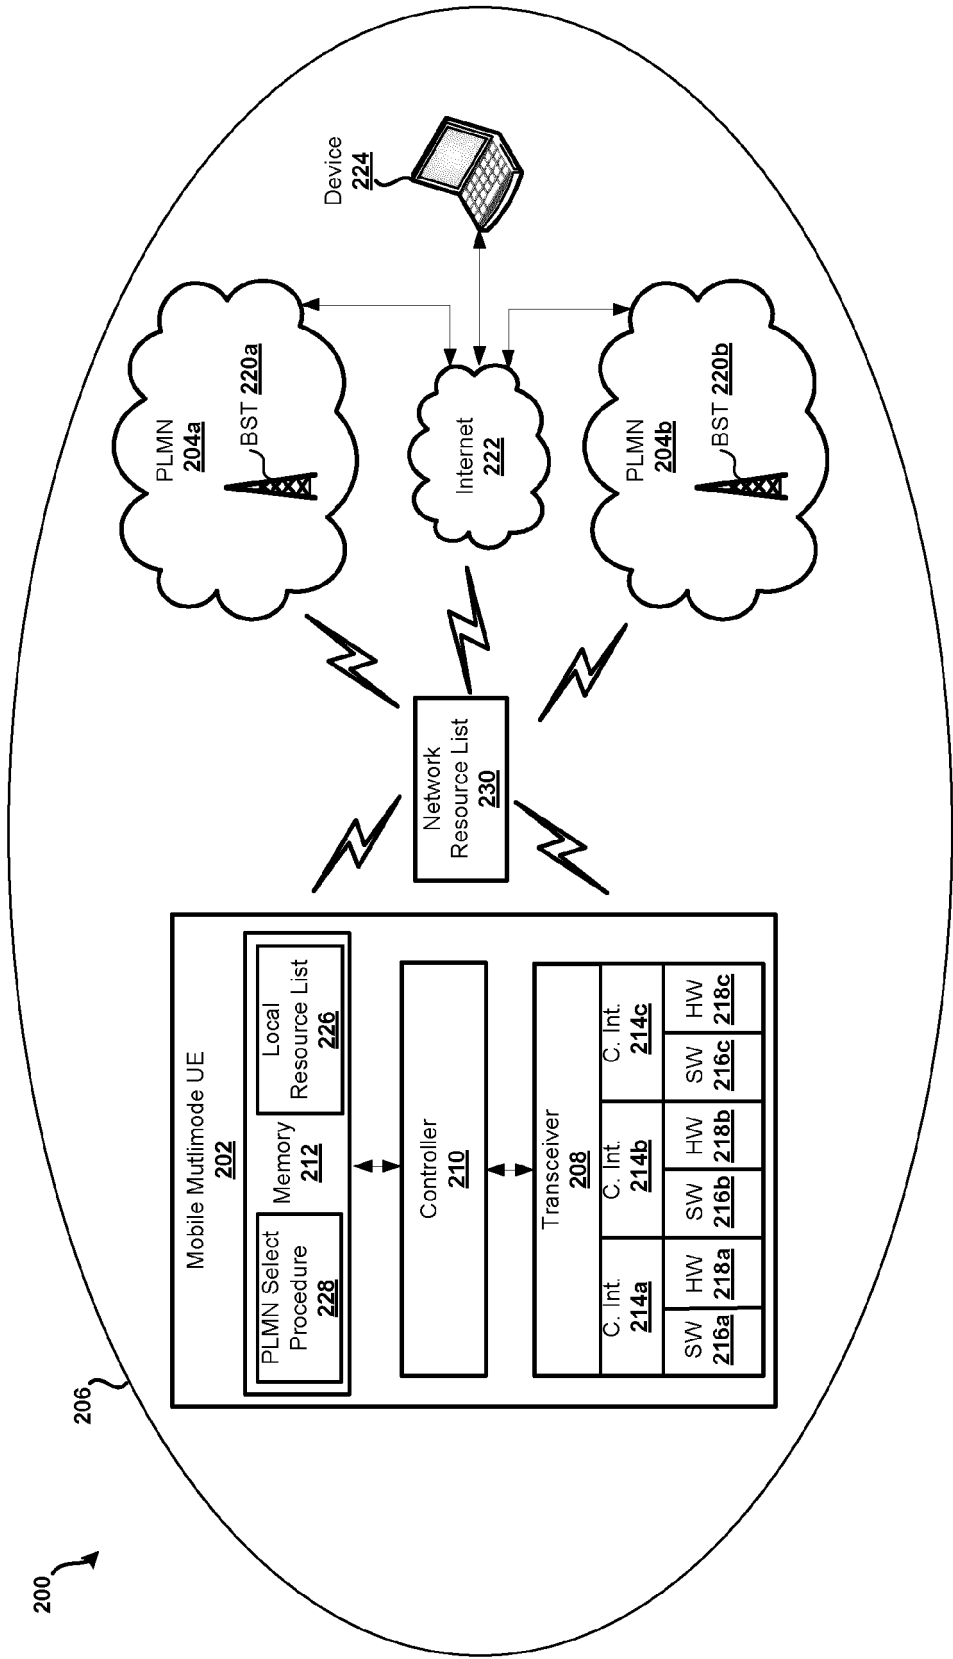 200
206
Mobile Mutlimode UE
202
PLMN Select
Procedure
228
Memory
212
Local
Resource List
226
Controller
210
Transceiver
208
C. Int.
214a
C. Int.
214b
C. Int.
214c
SW
216a
HW
218a
SW
216b
HW
218b
SW
216c
HW
218c
Network
Resource List
230
PLMN
204a
BST 220a
Internet
222
PLMN
204b
BST 220b
Device
224